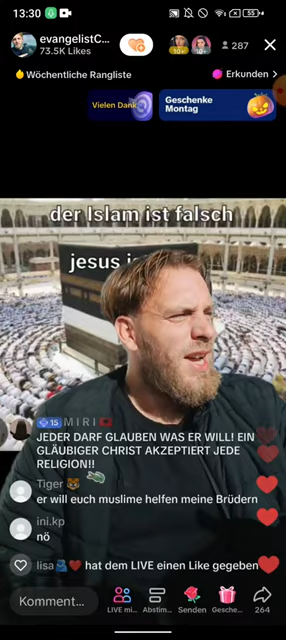 13:30
55
evangelistC...
73.5K Likes
10+
10+
287
Wöchentliche Rangliste
Erkunden >
Vielen Dank
Geschenke
Montag
der Islam ist falsch
jesus i
15 M I R I
JEDER DARF GLAUBEN WAS ER WILL! EIN
GLÄUBIGER CHRIST AKZEPTIERT JEDE
RELIGION!!
Tiger
er will euch muslime helfen meine Brüdern
ini.kp
nö
lisa hat dem LIVE einen Like gegeben
Komment...
LIVE mi...
Abstim...
Senden
Gesche...
264